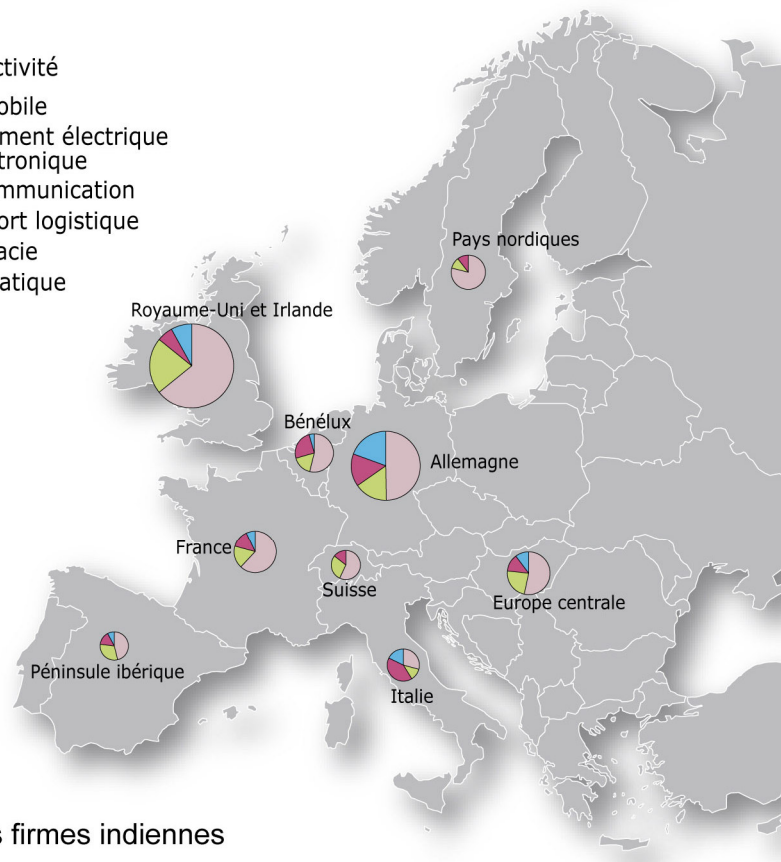 ctivité
obile
ment électrique
tronique
mmunication
ort logistique
acie
atique
Pays nordiques
Royaume-Uni et Irlande
Bénélux
Allemagne
France
Suisse
Europe centrale
Péninsule ibérique
Italie
s firmes indiennes